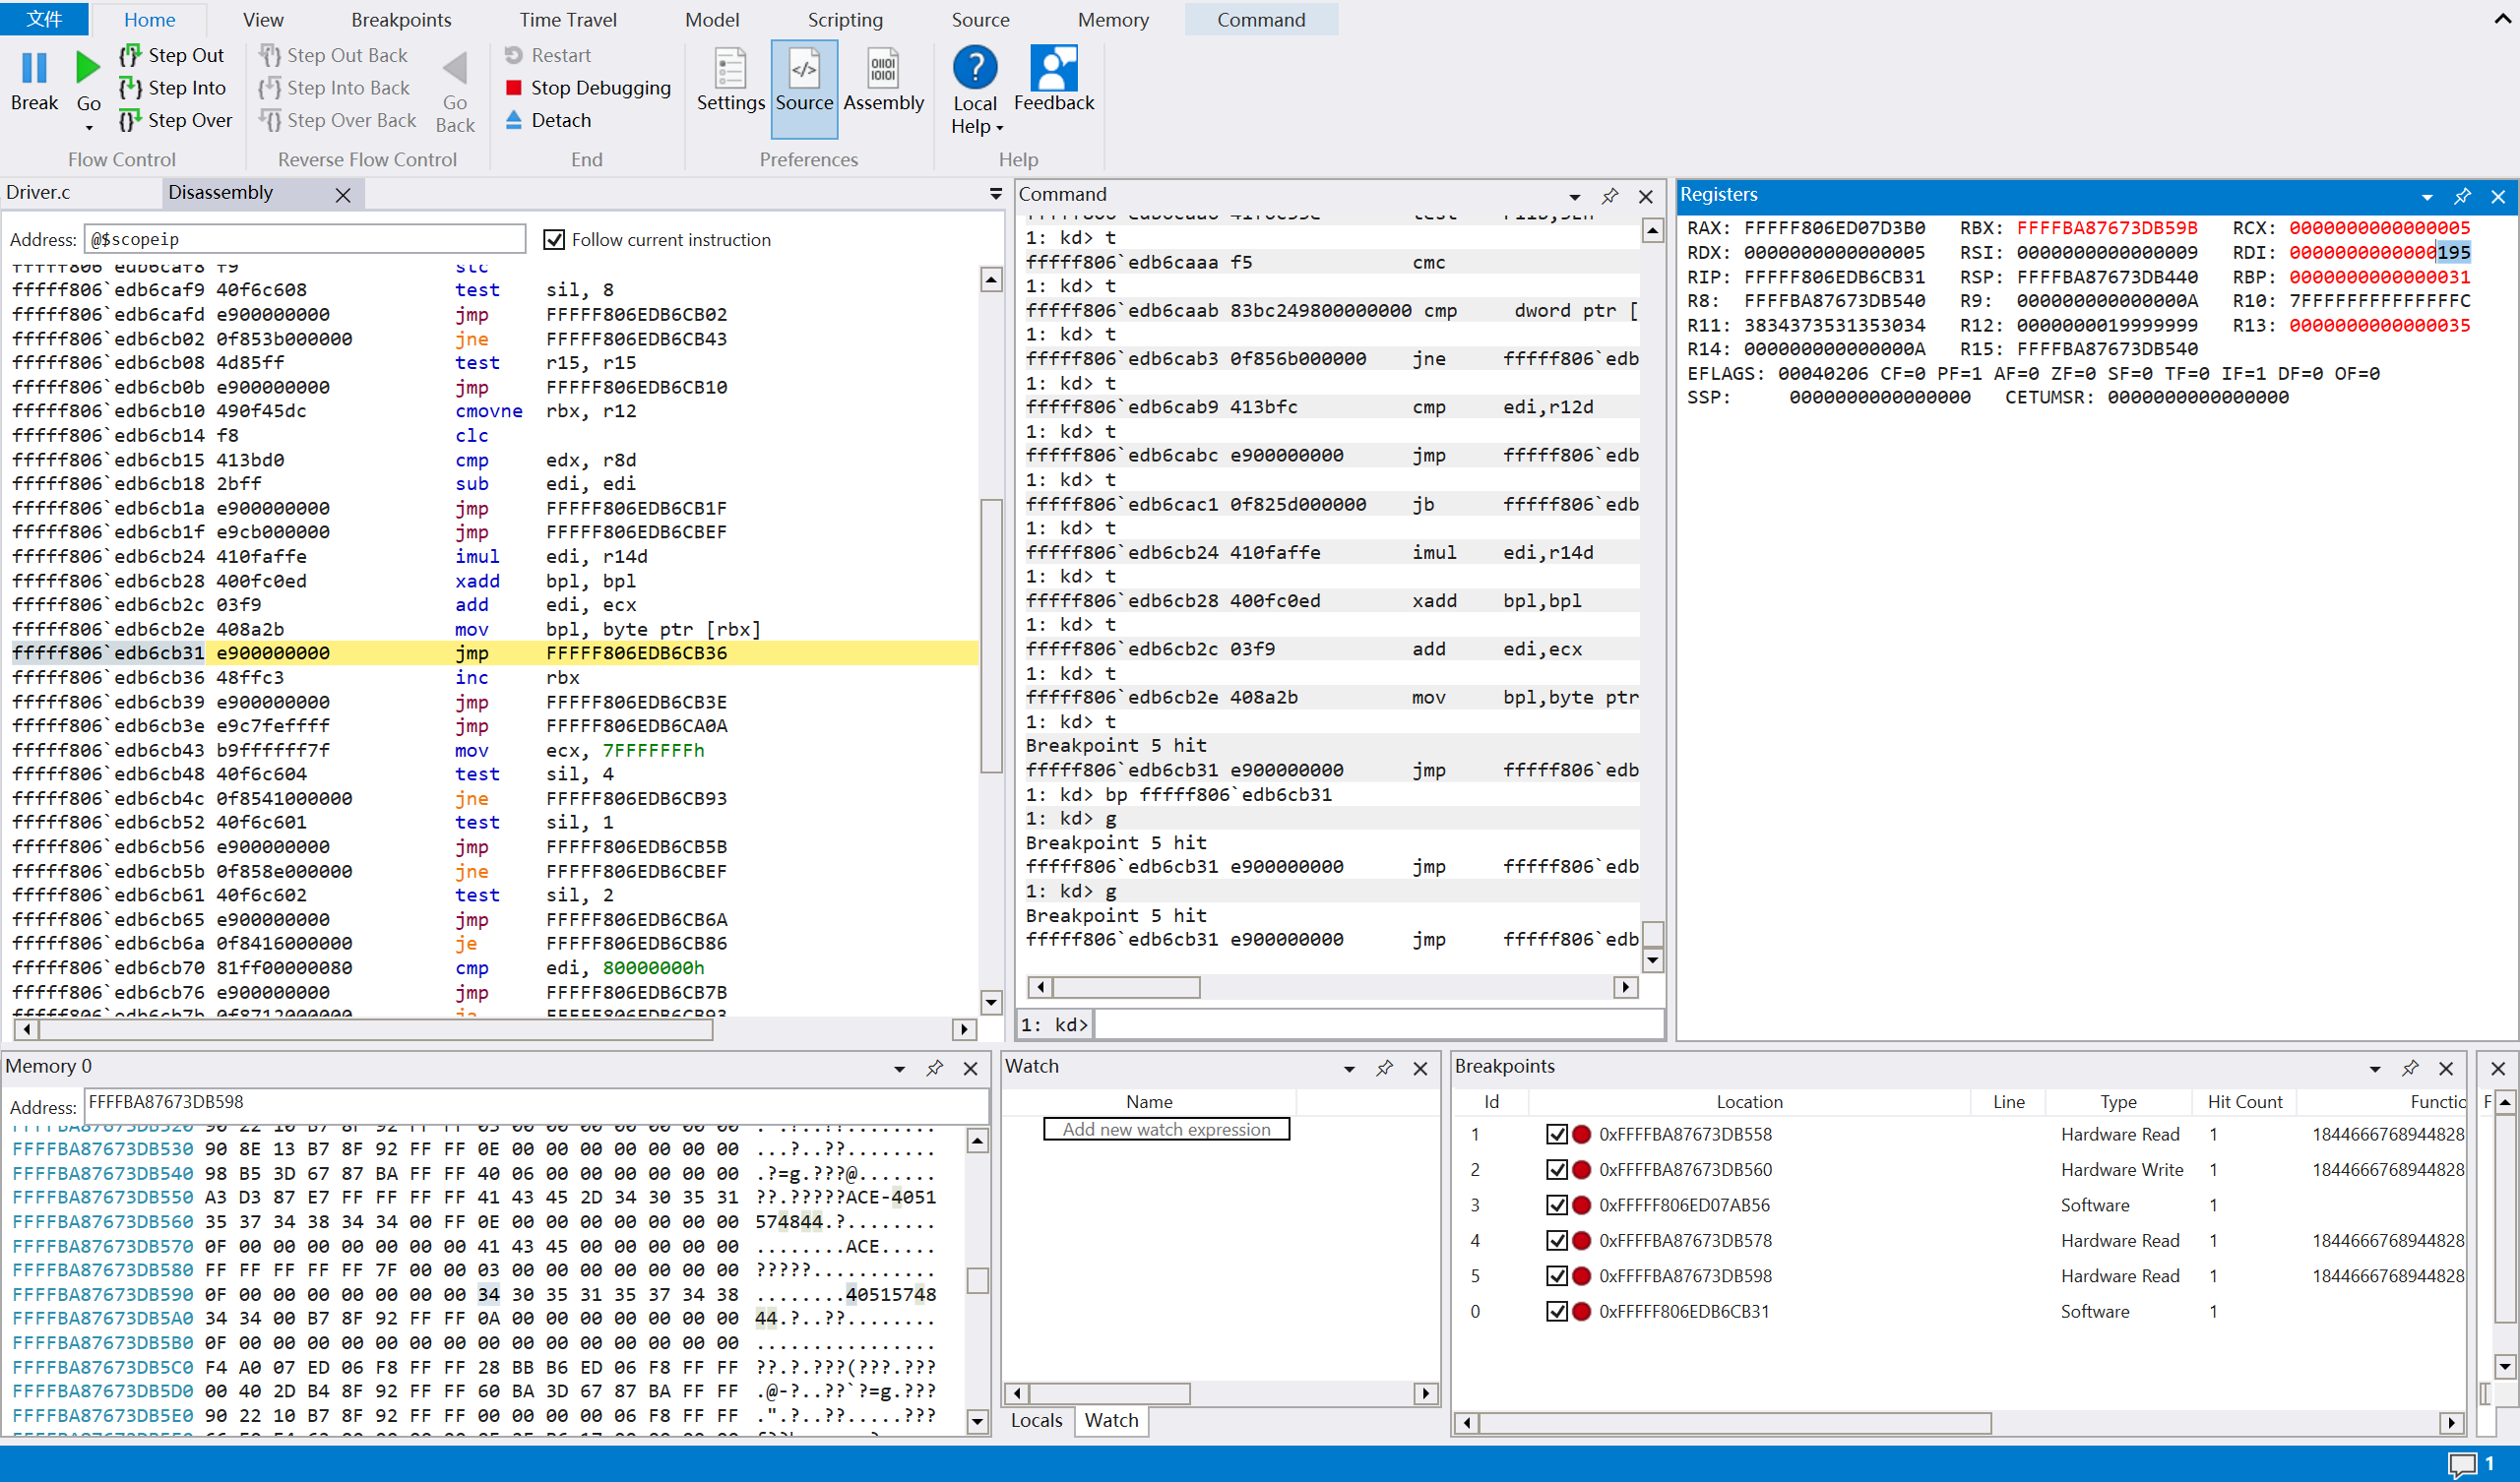 文件 Home View Breakpoints Time Travel Model Scripting Source Memory Command
Break Go Step Out Step Into Step Over
Step Out Back Step Into Back Step Over Back Go Back
Restart Stop Debugging Detach
Settings Source Assembly
Local Help Feedback
Flow Control Reverse Flow Control End Preferences Help
Driver.c Disassembly
Address: @$scopeip Follow current instruction
fffff806`edb6caf8 f9 stc
fffff806`edb6caf9 40f6c608 test sil, 8
fffff806`edb6cafd e900000000 jmp FFFFF806EDB6CB02
fffff806`edb6cb02 0f853b000000 jne FFFFF806EDB6CB43
fffff806`edb6cb08 4d85ff test r15, r15
fffff806`edb6cb0b e900000000 jmp FFFFF806EDB6CB10
fffff806`edb6cb10 490f45dc cmovne rbx, r12
fffff806`edb6cb14 f8 clc
fffff806`edb6cb15 413bd0 cmp edx, r8d
fffff806`edb6cb18 2bff sub edi, edi
fffff806`edb6cb1a e900000000 jmp FFFFF806EDB6CB1F
fffff806`edb6cb1f e9cb000000 jmp FFFFF806EDB6CBEF
fffff806`edb6cb24 410faffe imul edi, r14d
fffff806`edb6cb28 400fc0ed xadd bpl, bpl
fffff806`edb6cb2c 03f9 add edi, ecx
fffff806`edb6cb2e 408a2b mov bpl, byte ptr [rbx]
fffff806`edb6cb31 e900000000 jmp FFFFF806EDB6CB36
fffff806`edb6cb36 48ffc3 inc rbx
fffff806`edb6cb39 e900000000 jmp FFFFF806EDB6CB3E
fffff806`edb6cb3e e9c7feffff jmp FFFFF806EDB6CA0A
fffff806`edb6cb43 b9ffffff7f mov ecx, 7FFFFFFFh
fffff806`edb6cb48 40f6c604 test sil, 4
fffff806`edb6cb4c 0f8541000000 jne FFFFF806EDB6CB93
fffff806`edb6cb52 40f6c601 test sil, 1
fffff806`edb6cb56 e900000000 jmp FFFFF806EDB6CB5B
fffff806`edb6cb5b 0f858e000000 jne FFFFF806EDB6CBEF
fffff806`edb6cb61 40f6c602 test sil, 2
fffff806`edb6cb65 e900000000 jmp FFFFF806EDB6CB6A
fffff806`edb6cb6a 0f8416000000 je FFFFF806EDB6CB86
fffff806`edb6cb70 81ff00000080 cmp edi, 80000000h
fffff806`edb6cb76 e900000000 jmp FFFFF806EDB6CB7B
fffff806`edb6cb7b 0f8712000000 ja FFFFF806EDB6CB93
Command
1: kd> t
fffff806`edb6caaa f5 cmc
1: kd> t
fffff806`edb6caab 83bc249800000000 cmp dword ptr [
1: kd> t
fffff806`edb6cab3 0f856b000000 jne fffff806`edb
1: kd> t
fffff806`edb6cab9 413bfc cmp edi,r12d
1: kd> t
fffff806`edb6cabc e900000000 jmp fffff806`edb
1: kd> t
fffff806`edb6cac1 0f825d000000 jb fffff806`edb
1: kd> t
fffff806`edb6cb24 410faffe imul edi,r14d
1: kd> t
fffff806`edb6cb28 400fc0ed xadd bpl,bpl
1: kd> t
fffff806`edb6cb2c 03f9 add edi,ecx
1: kd> t
fffff806`edb6cb2e 408a2b mov bpl,byte ptr
1: kd> t
Breakpoint 5 hit
fffff806`edb6cb31 e900000000 jmp fffff806`edb
1: kd> bp fffff806`edb6cb31
1: kd> g
Breakpoint 5 hit
fffff806`edb6cb31 e900000000 jmp fffff806`edb
1: kd> g
Breakpoint 5 hit
fffff806`edb6cb31 e900000000 jmp fffff806`edb
1: kd>
Registers
RAX: FFFFF806ED07D3B0 RBX: FFFFBA87673DB59B RCX: 0000000000000005
RDX: 0000000000000005 RSI: 0000000000000009 RDI: 0000000000000195
RIP: FFFFF806EDB6CB31 RSP: FFFFBA87673DB440 RBP: 0000000000000031
R8: FFFFBA87673DB540 R9: 000000000000000A R10: 7FFFFFFFFFFFFFFC
R11: 3834373531353034 R12: 0000000019999999 R13: 0000000000000035
R14: 000000000000000A R15: FFFFBA87673DB540
EFLAGS: 00040206 CF=0 PF=1 AF=0 ZF=0 SF=0 TF=0 IF=1 DF=0 OF=0
SSP: 0000000000000000 CETUMSR: 0000000000000000
Memory 0
Address: FFFFBA87673DB598
FFFFBA87673DB530 90 8E 13 B7 8F 92 FF FF 0E 00 00 00 00 00 00 00 ...?..??........
FFFFBA87673DB540 98 B5 3D 67 87 BA FF FF 40 06 00 00 00 00 00 00 .?=g.???@.......
FFFFBA87673DB550 A3 D3 87 E7 FF FF FF FF 41 43 45 2D 34 30 35 31 ??.?????ACE-4051
FFFFBA87673DB560 35 37 34 38 34 34 00 FF 0E 00 00 00 00 00 00 00 574844.?........
FFFFBA87673DB570 0F 00 00 00 00 00 00 00 41 43 45 00 00 00 00 00 ........ACE.....
FFFFBA87673DB580 FF FF FF FF FF 7F 00 00 03 00 00 00 00 00 00 00 ?????...........
FFFFBA87673DB590 0F 00 00 00 00 00 00 00 34 30 35 31 35 37 34 38 ........40515748
FFFFBA87673DB5A0 34 34 00 B7 8F 92 FF FF 0A 00 00 00 00 00 00 00 44.?..??........
FFFFBA87673DB5B0 0F 00 00 00 00 00 00 00 00 00 00 00 00 00 00 00 ................
FFFFBA87673DB5C0 F4 A0 07 ED 06 F8 FF FF 28 BB B6 ED 06 F8 FF FF ??.?.???(???.???
FFFFBA87673DB5D0 00 40 2D B4 8F 92 FF FF 60 BA 3D 67 87 BA FF FF .@-?..??`?=g.???
FFFFBA87673DB5E0 90 22 10 B7 8F 92 FF FF 00 00 00 00 06 F8 FF FF .".?..??.....???
Watch
Name
Add new watch expression
Locals Watch
Breakpoints
Id Location Line Type Hit Count Functio F
1 0xFFFFBA87673DB558 Hardware Read 1 1844666768944828
2 0xFFFFBA87673DB560 Hardware Write 1 1844666768944828
3 0xFFFFF806ED07AB56 Software 1
4 0xFFFFBA87673DB578 Hardware Read 1 1844666768944828
5 0xFFFFBA87673DB598 Hardware Read 1 1844666768944828
0 0xFFFFF806EDB6CB31 Software 1
1